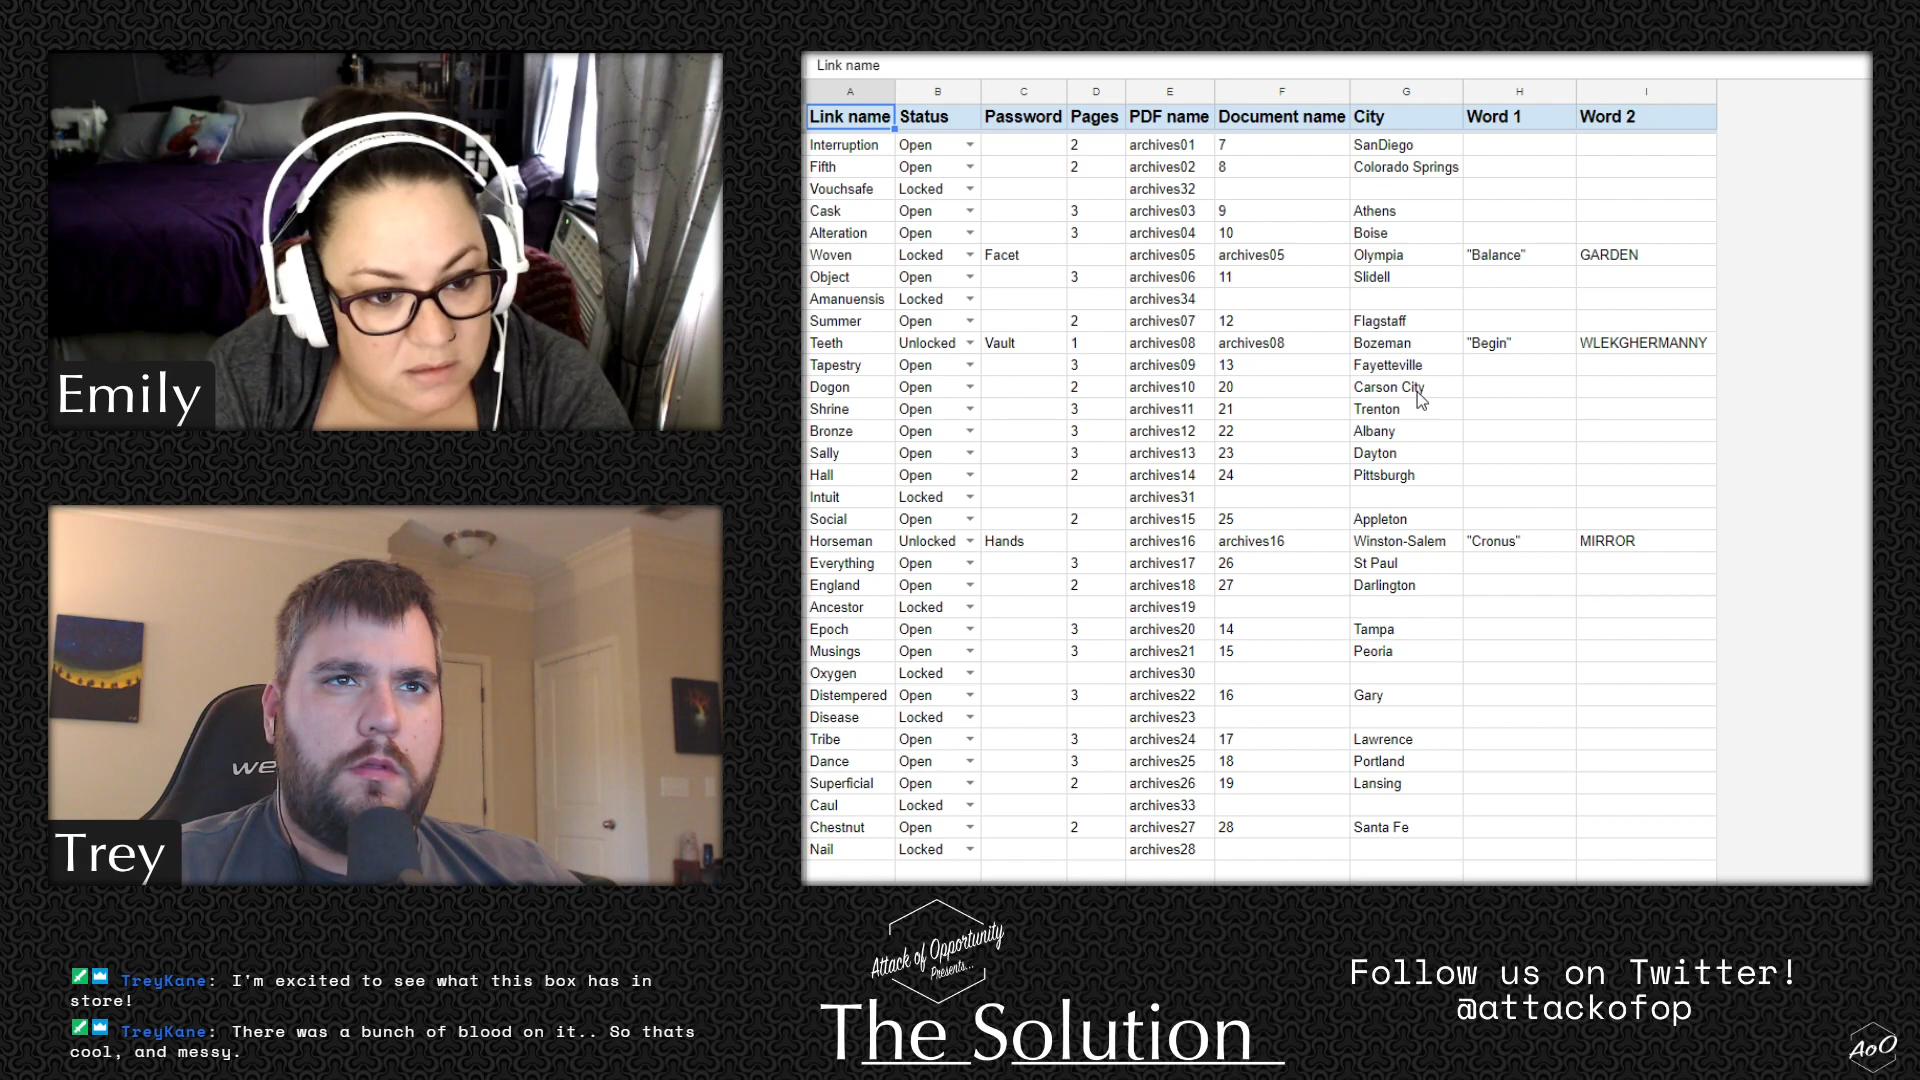 Emily
we
Trey
TreyKane: I'm excited to see what this box has in
store!
TreyKane: There was a bunch of blood on it.. So thats
cool, and messy.
Link name
A B C D E F G H I
Link name Status Password Pages PDF name Document name City Word 1 Word 2
Interruption Open 2 archives01 7 SanDiego
Fifth Open 2 archives02 8 Colorado Springs
Vouchsafe Locked archives32
Cask Open 3 archives03 9 Athens
Alteration Open 3 archives04 10 Boise
Woven Locked Facet archives05 archives05 Olympia "Balance" GARDEN
Object Open 3 archives06 11 Slidell
Amanuensis Locked archives34
Summer Open 2 archives07 12 Flagstaff
Teeth Unlocked Vault 1 archives08 archives08 Bozeman "Begin" WLEKGHERMANNY
Tapestry Open 3 archives09 13 Fayetteville
Dogon Open 2 archives10 20 Carson City
Shrine Open 3 archives11 21 Trenton
Bronze Open 3 archives12 22 Albany
Sally Open 3 archives13 23 Dayton
Hall Open 2 archives14 24 Pittsburgh
Intuit Locked archives31
Social Open 2 archives15 25 Appleton
Horseman Unlocked Hands archives16 archives16 Winston-Salem "Cronus" MIRROR
Everything Open 3 archives17 26 St Paul
England Open 2 archives18 27 Darlington
Ancestor Locked archives19
Epoch Open 3 archives20 14 Tampa
Musings Open 3 archives21 15 Peoria
Oxygen Locked archives30
Distempered Open 3 archives22 16 Gary
Disease Locked archives23
Tribe Open 3 archives24 17 Lawrence
Dance Open 3 archives25 18 Portland
Superficial Open 2 archives26 19 Lansing
Caul Locked archives33
Chestnut Open 2 archives27 28 Santa Fe
Nail Locked archives28
Attack of Opportunity
Presents...
The Solution
Follow us on Twitter!
@attackofop
AoO